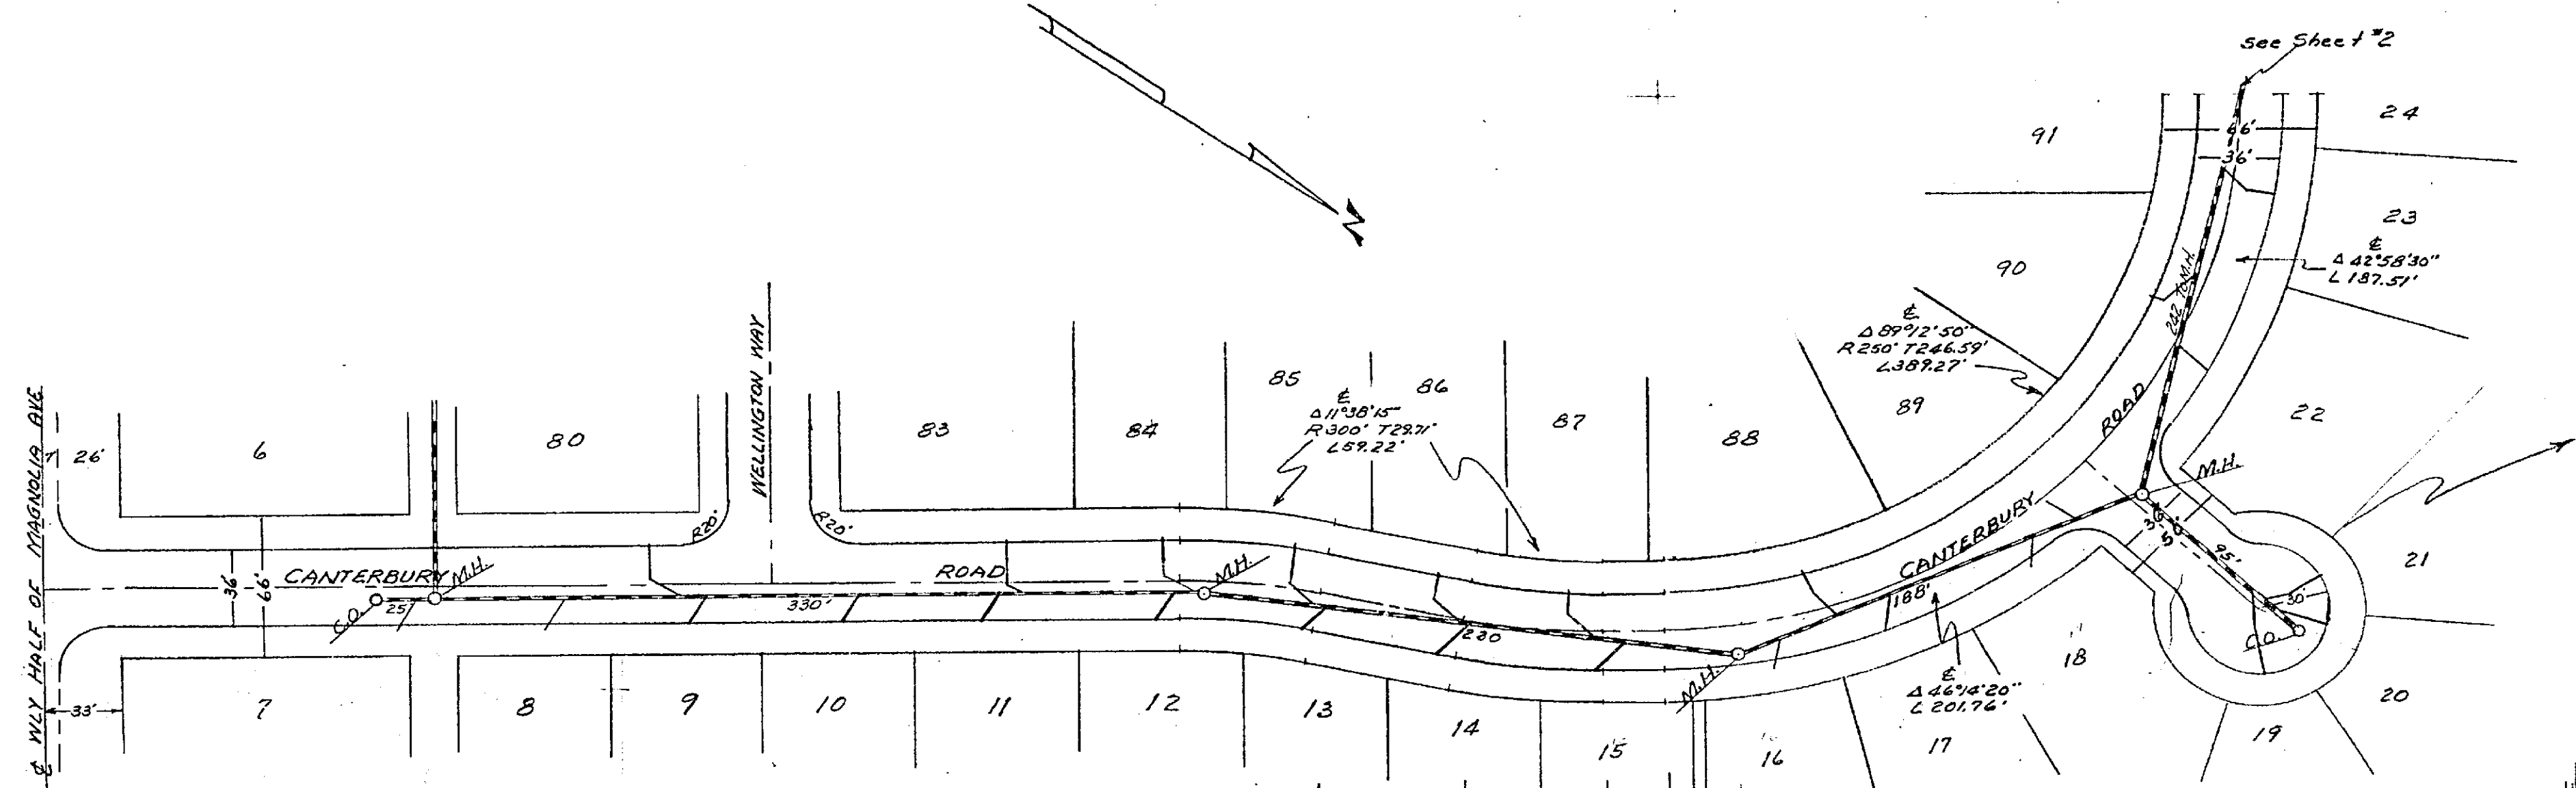 see Sheet #2
N
℄ WLY HALF OF MAGNOLIA AVE
26'
33'
6
7
36'
66'
CANTERBURY
M.H.
C.O.
25'
80
8
9
R20'
WELLINGTON WAY
R20'
330'
10
83
ROAD
11
84
12
M.H.
85
℄
Δ 11°38'15"
R 300' T 29.71'
L 59.22'
86
13
14
230
87
15
88
M.H.
16
℄
Δ 89°12'50"
R 250' T 246.59'
L 389.27'
89
90
91
CANTERBURY
ROAD
188'
℄
Δ 46°14'20"
L 201.76'
17
18
66'
36'
24
23
℄
Δ 42°58'30"
L 187.51'
242' TO M.H.
22
M.H.
36'
95'
30'
C.O.
21
20
19